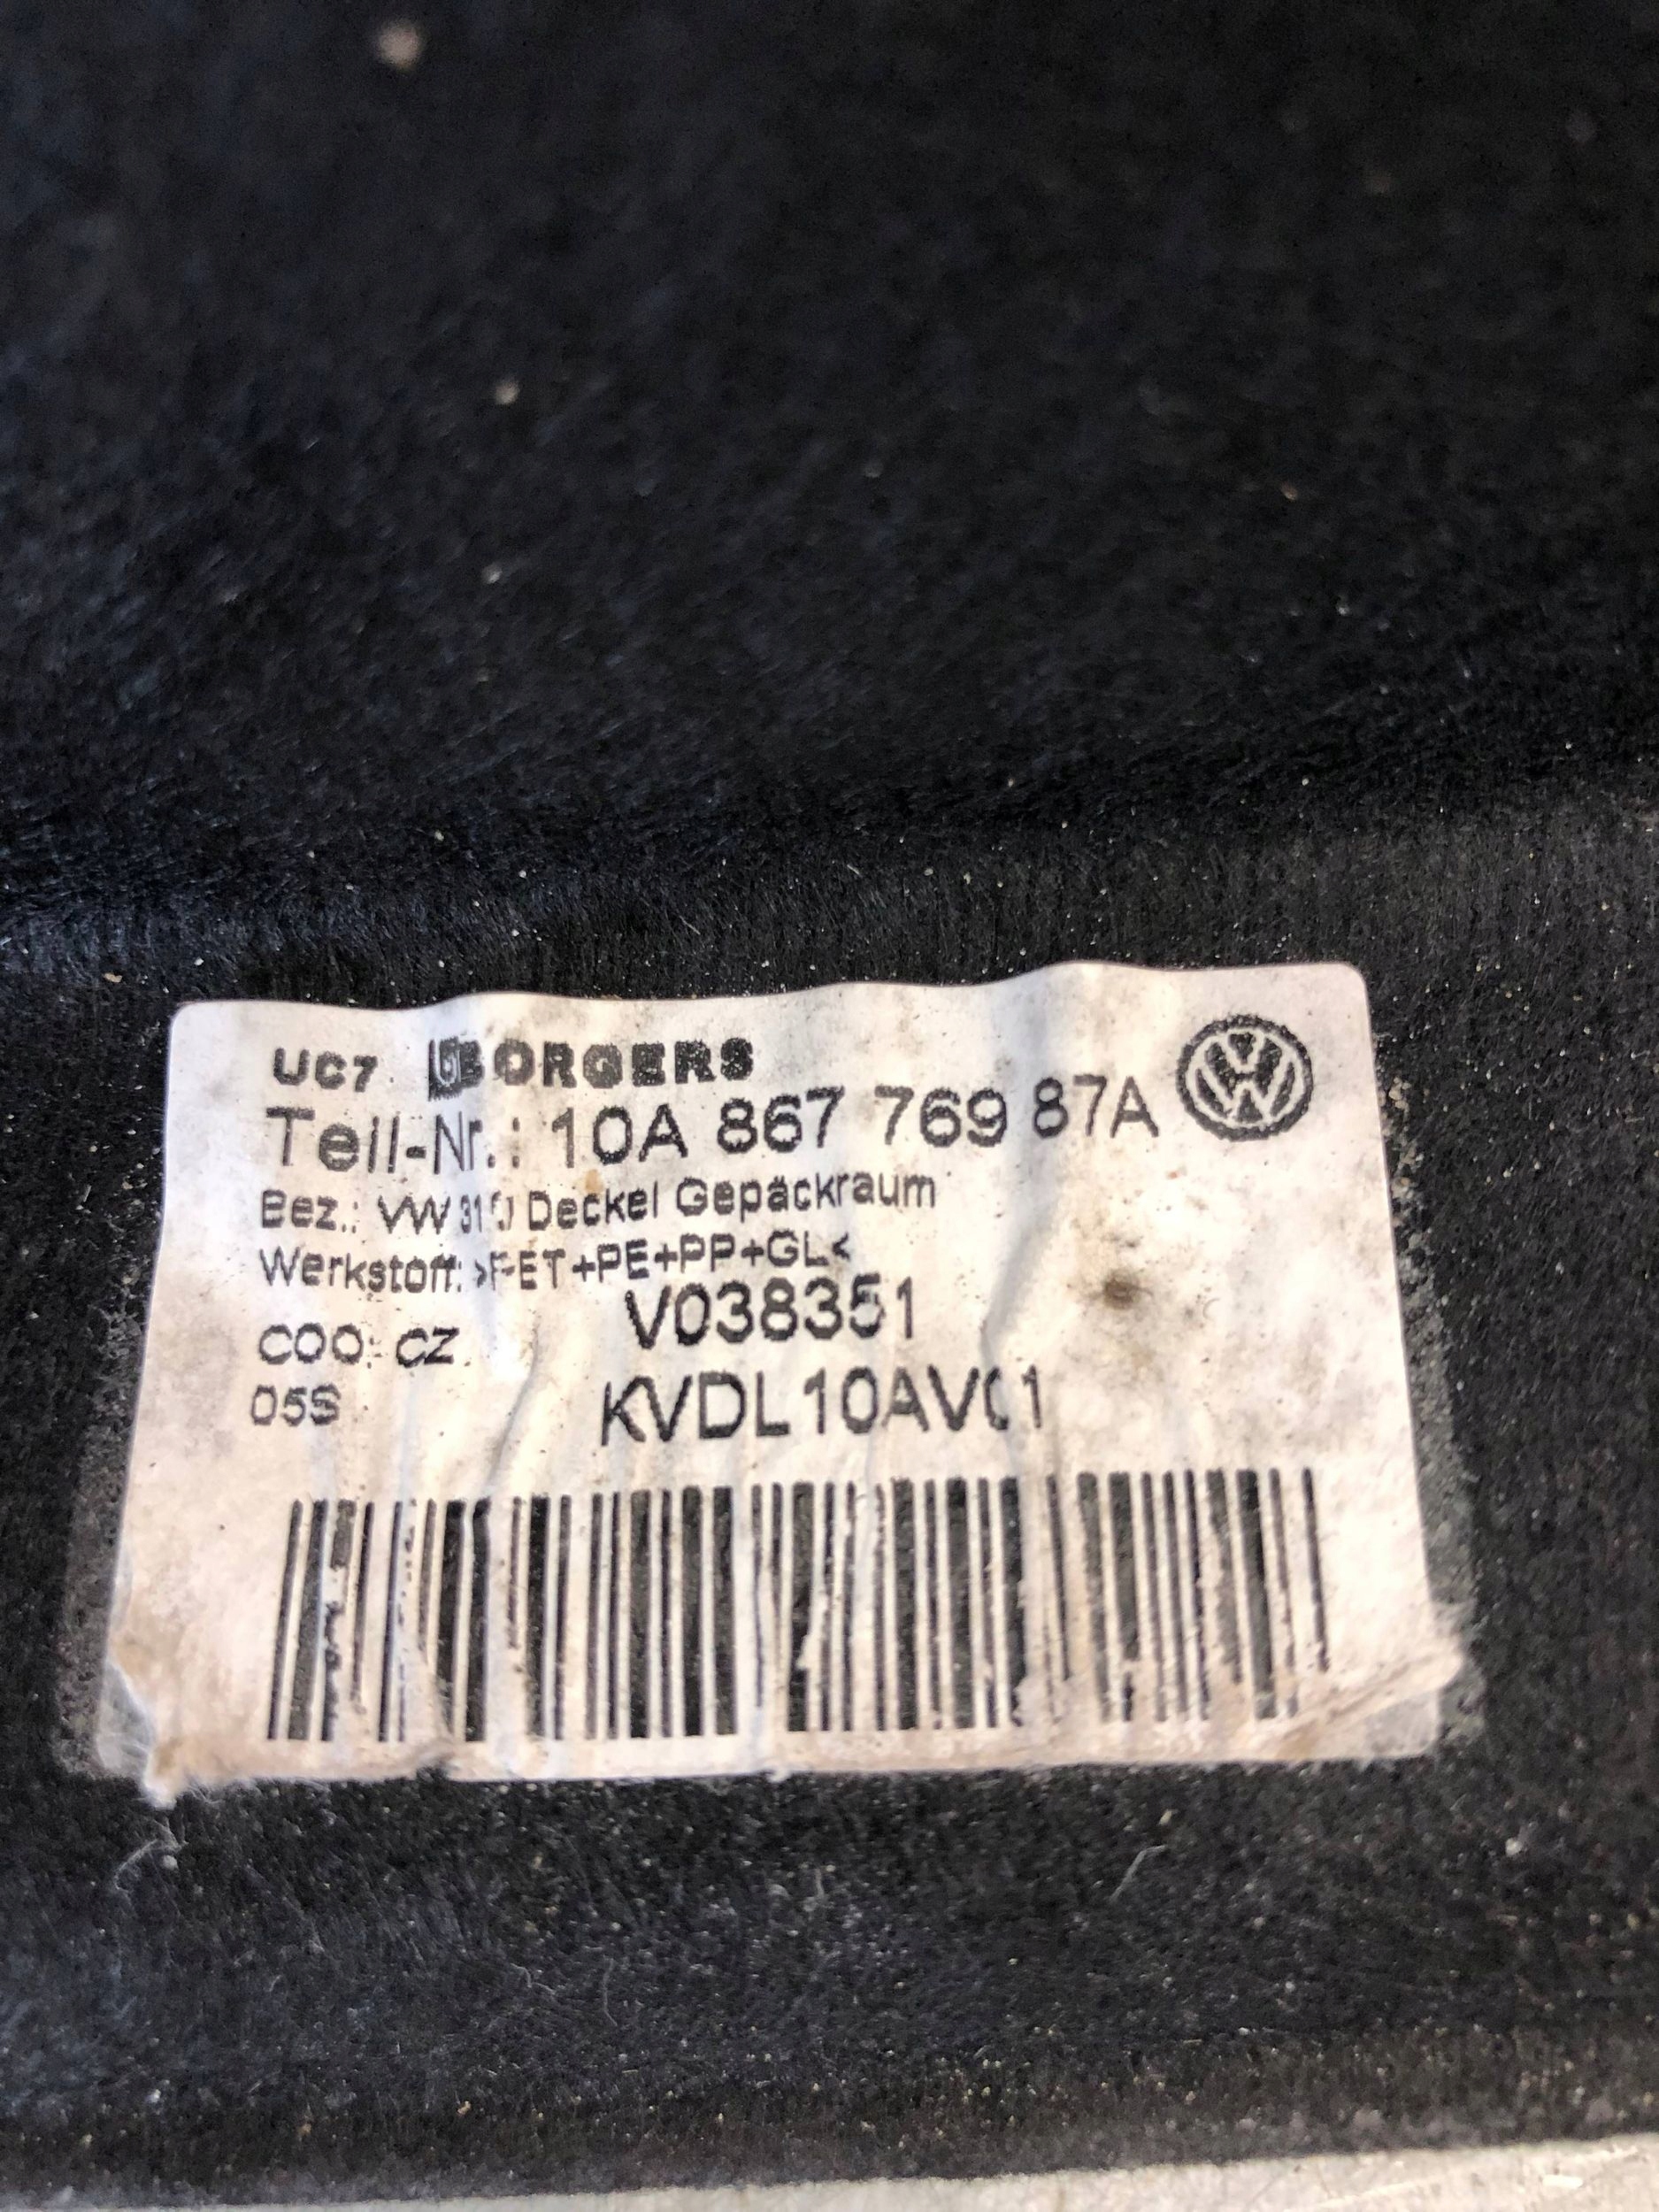 UC7 BORGERS
Teil-Nr.: 10A 867 769 87A
Bez.: VW 310 Deckel Gepäckraum
Werkstoff: >PET+PE+PP+GL<
V038351
COO: CZ
KVDL10AV01
05S